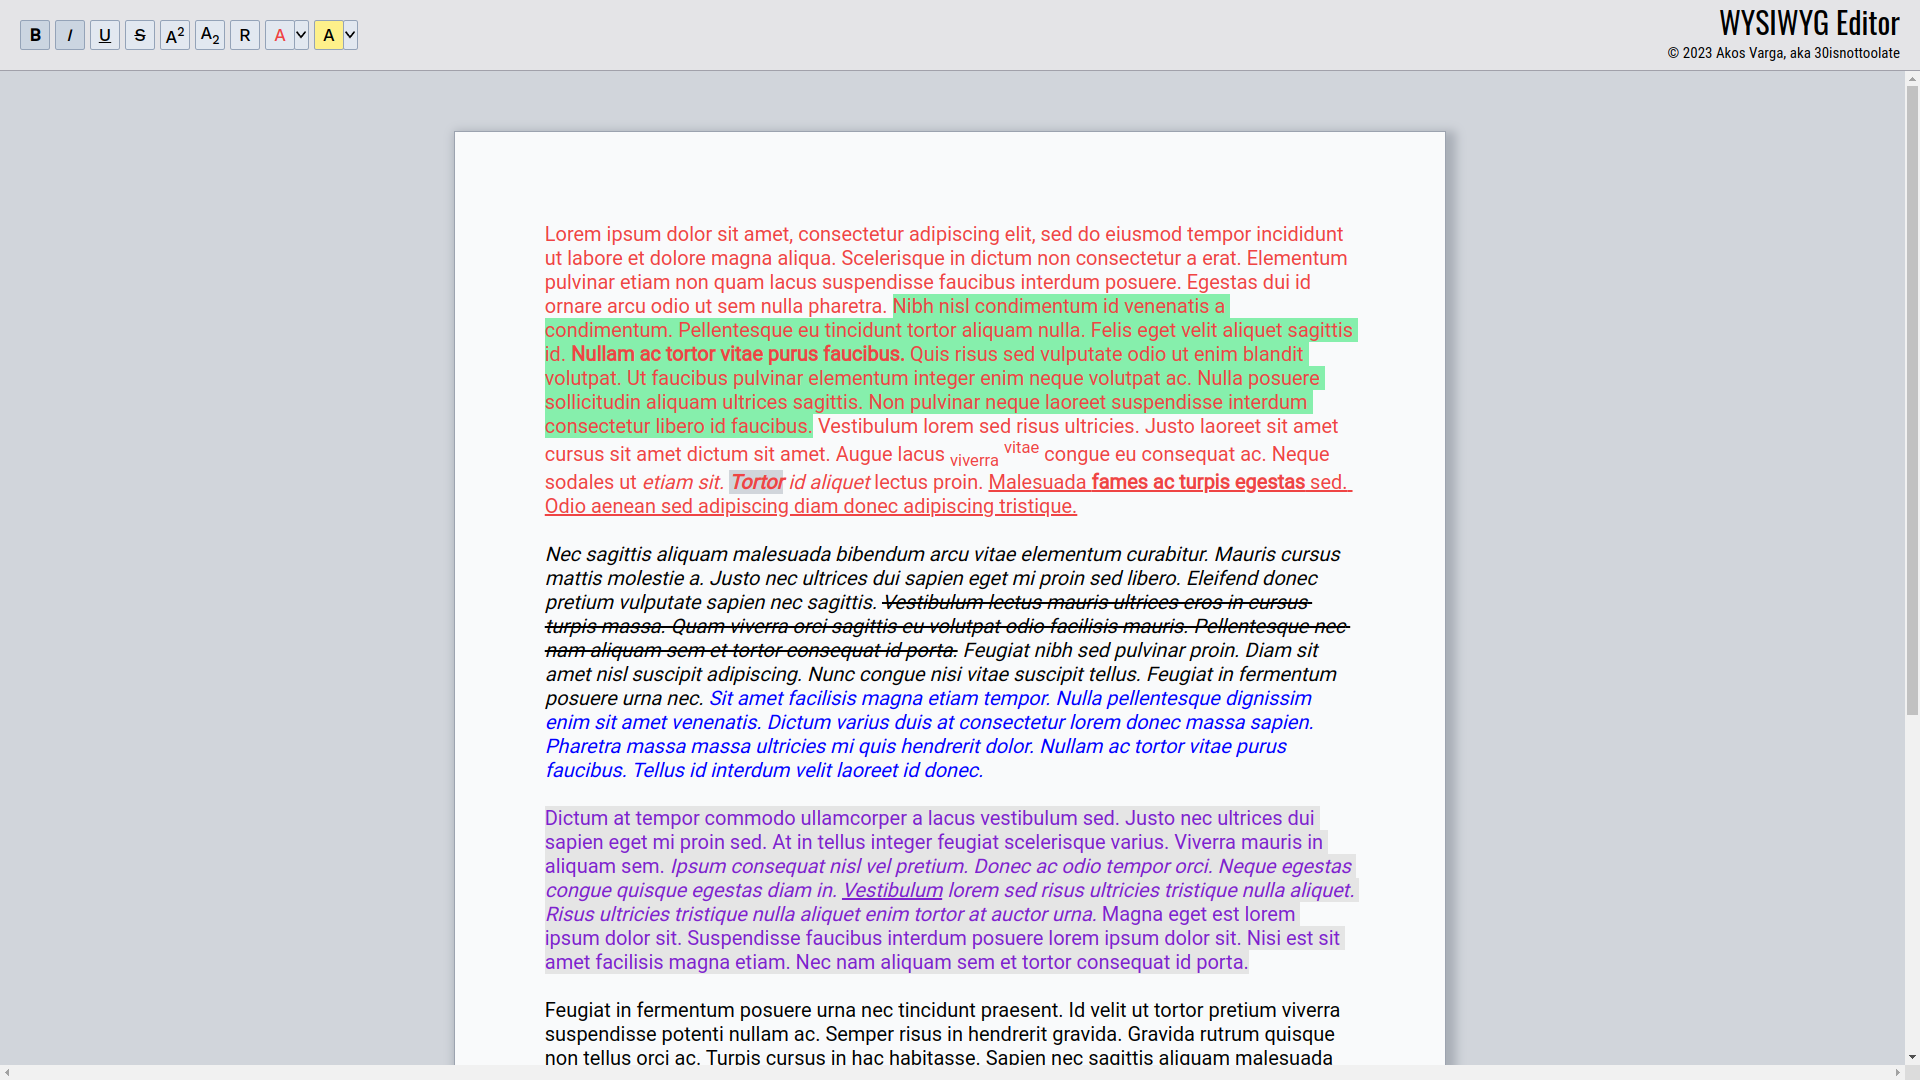 B I U S A2 A2 R A A
WYSIWYG Editor
© 2023 Akos Varga, aka 30isnottoolate
Lorem ipsum dolor sit amet, consectetur adipiscing elit, sed do eiusmod tempor incididunt
ut labore et dolore magna aliqua. Scelerisque in dictum non consectetur a erat. Elementum
pulvinar etiam non quam lacus suspendisse faucibus interdum posuere. Egestas dui id
ornare arcu odio ut sem nulla pharetra. Nibh nisl condimentum id venenatis a
condimentum. Pellentesque eu tincidunt tortor aliquam nulla. Felis eget velit aliquet sagittis
id. Nullam ac tortor vitae purus faucibus. Quis risus sed vulputate odio ut enim blandit
volutpat. Ut faucibus pulvinar elementum integer enim neque volutpat ac. Nulla posuere
sollicitudin aliquam ultrices sagittis. Non pulvinar neque laoreet suspendisse interdum
consectetur libero id faucibus. Vestibulum lorem sed risus ultricies. Justo laoreet sit amet
cursus sit amet dictum sit amet. Augue lacus viverra vitae congue eu consequat ac. Neque
sodales ut etiam sit. Tortor id aliquet lectus proin. Malesuada fames ac turpis egestas sed.
Odio aenean sed adipiscing diam donec adipiscing tristique.
Nec sagittis aliquam malesuada bibendum arcu vitae elementum curabitur. Mauris cursus
mattis molestie a. Justo nec ultrices dui sapien eget mi proin sed libero. Eleifend donec
pretium vulputate sapien nec sagittis. Vestibulum lectus mauris ultrices eros in cursus
turpis massa. Quam viverra orci sagittis eu volutpat odio facilisis mauris. Pellentesque nec
nam aliquam sem et tortor consequat id porta. Feugiat nibh sed pulvinar proin. Diam sit
amet nisl suscipit adipiscing. Nunc congue nisi vitae suscipit tellus. Feugiat in fermentum
posuere urna nec. Sit amet facilisis magna etiam tempor. Nulla pellentesque dignissim
enim sit amet venenatis. Dictum varius duis at consectetur lorem donec massa sapien.
Pharetra massa massa ultricies mi quis hendrerit dolor. Nullam ac tortor vitae purus
faucibus. Tellus id interdum velit laoreet id donec.
Dictum at tempor commodo ullamcorper a lacus vestibulum sed. Justo nec ultrices dui
sapien eget mi proin sed. At in tellus integer feugiat scelerisque varius. Viverra mauris in
aliquam sem. Ipsum consequat nisl vel pretium. Donec ac odio tempor orci. Neque egestas
congue quisque egestas diam in. Vestibulum lorem sed risus ultricies tristique nulla aliquet.
Risus ultricies tristique nulla aliquet enim tortor at auctor urna. Magna eget est lorem
ipsum dolor sit. Suspendisse faucibus interdum posuere lorem ipsum dolor sit. Nisi est sit
amet facilisis magna etiam. Nec nam aliquam sem et tortor consequat id porta.
Feugiat in fermentum posuere urna nec tincidunt praesent. Id velit ut tortor pretium viverra
suspendisse potenti nullam ac. Semper risus in hendrerit gravida. Gravida rutrum quisque
non tellus orci ac. Turpis cursus in hac habitasse. Sapien nec sagittis aliquam malesuada